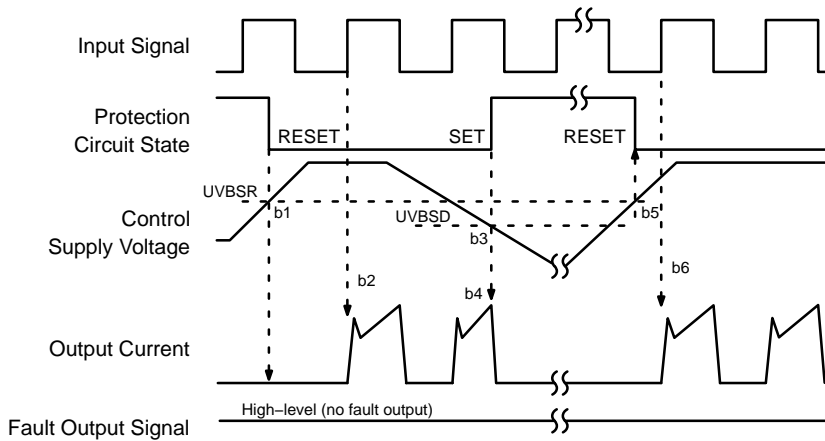 Input Signal
Protection
Circuit State
RESET
SET
RESET
UVBSR
b1
UVBSD
b3
b5
Control
Supply Voltage
b2
b4
b6
Output Current
High−level (no fault output)
Fault Output Signal